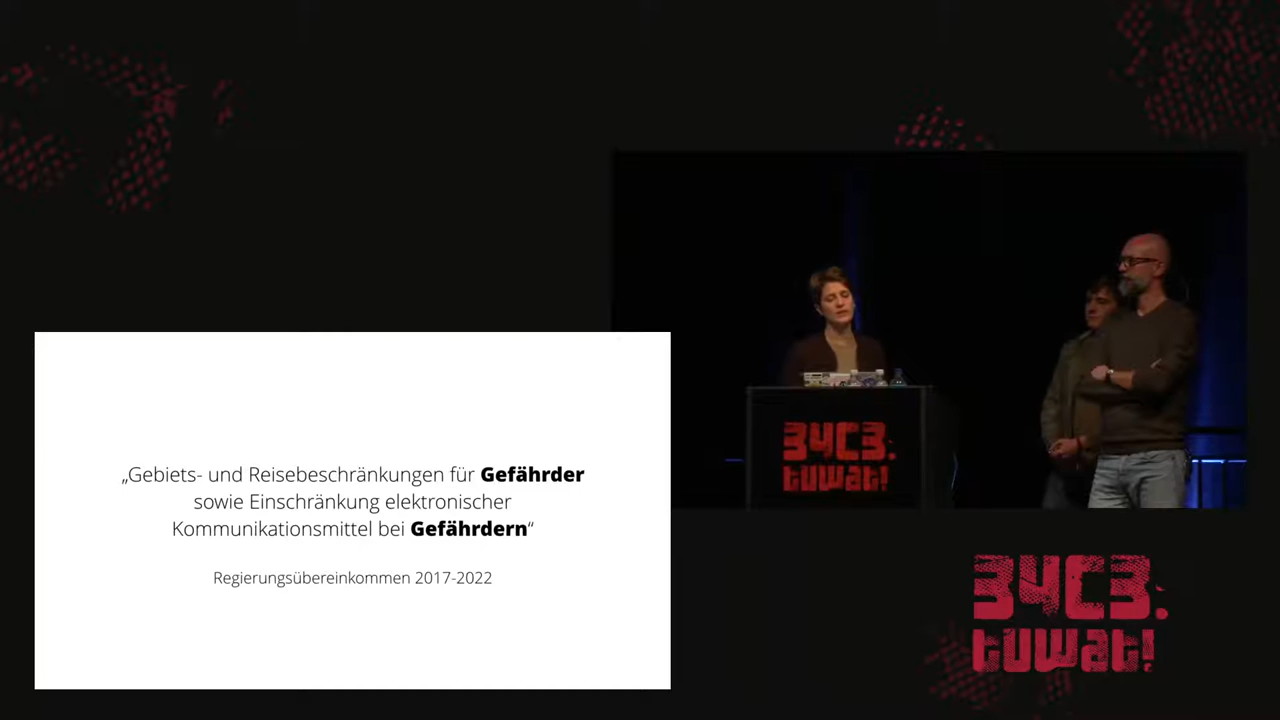 „Gebiets- und Reisebeschränkungen für Gefährder
sowie Einschränkung elektronischer
Kommunikationsmittel bei Gefährdern“
Regierungsübereinkommen 2017-2022
34C3.
tuwat!
34C3.
tuwat!